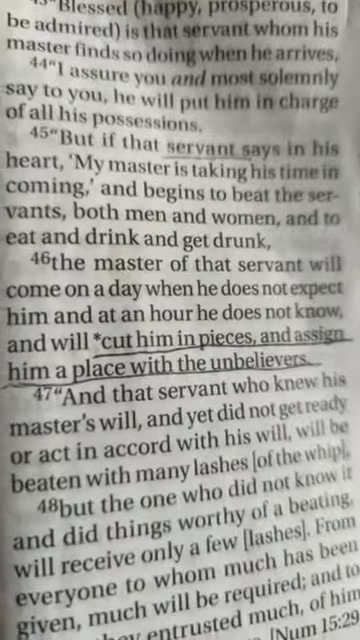 43"Blessed (happy, prosperous, to
be admired) is that servant whom his
master finds so doing when he arrives.
44"I assure you and most solemnly
say to you, he will put him in charge
of all his possessions.
45"But if that servant says in his
heart, 'My master is taking his time in
coming,' and begins to beat the ser-
vants, both men and women, and to
eat and drink and get drunk,
46the master of that servant will
come on a day when he does not expect
him and at an hour he does not know,
and will *cut him in pieces, and assign
him a place with the unbelievers.
47"And that servant who knew his
master's will, and yet did not get ready
or act in accord with his will, will be
beaten with many lashes [of the whip],
48but the one who did not know it
and did things worthy of a beating,
will receive only a few [lashes]. From
everyone to whom much has been
given, much will be required; and to
they entrusted much, of him
[Num 15:29